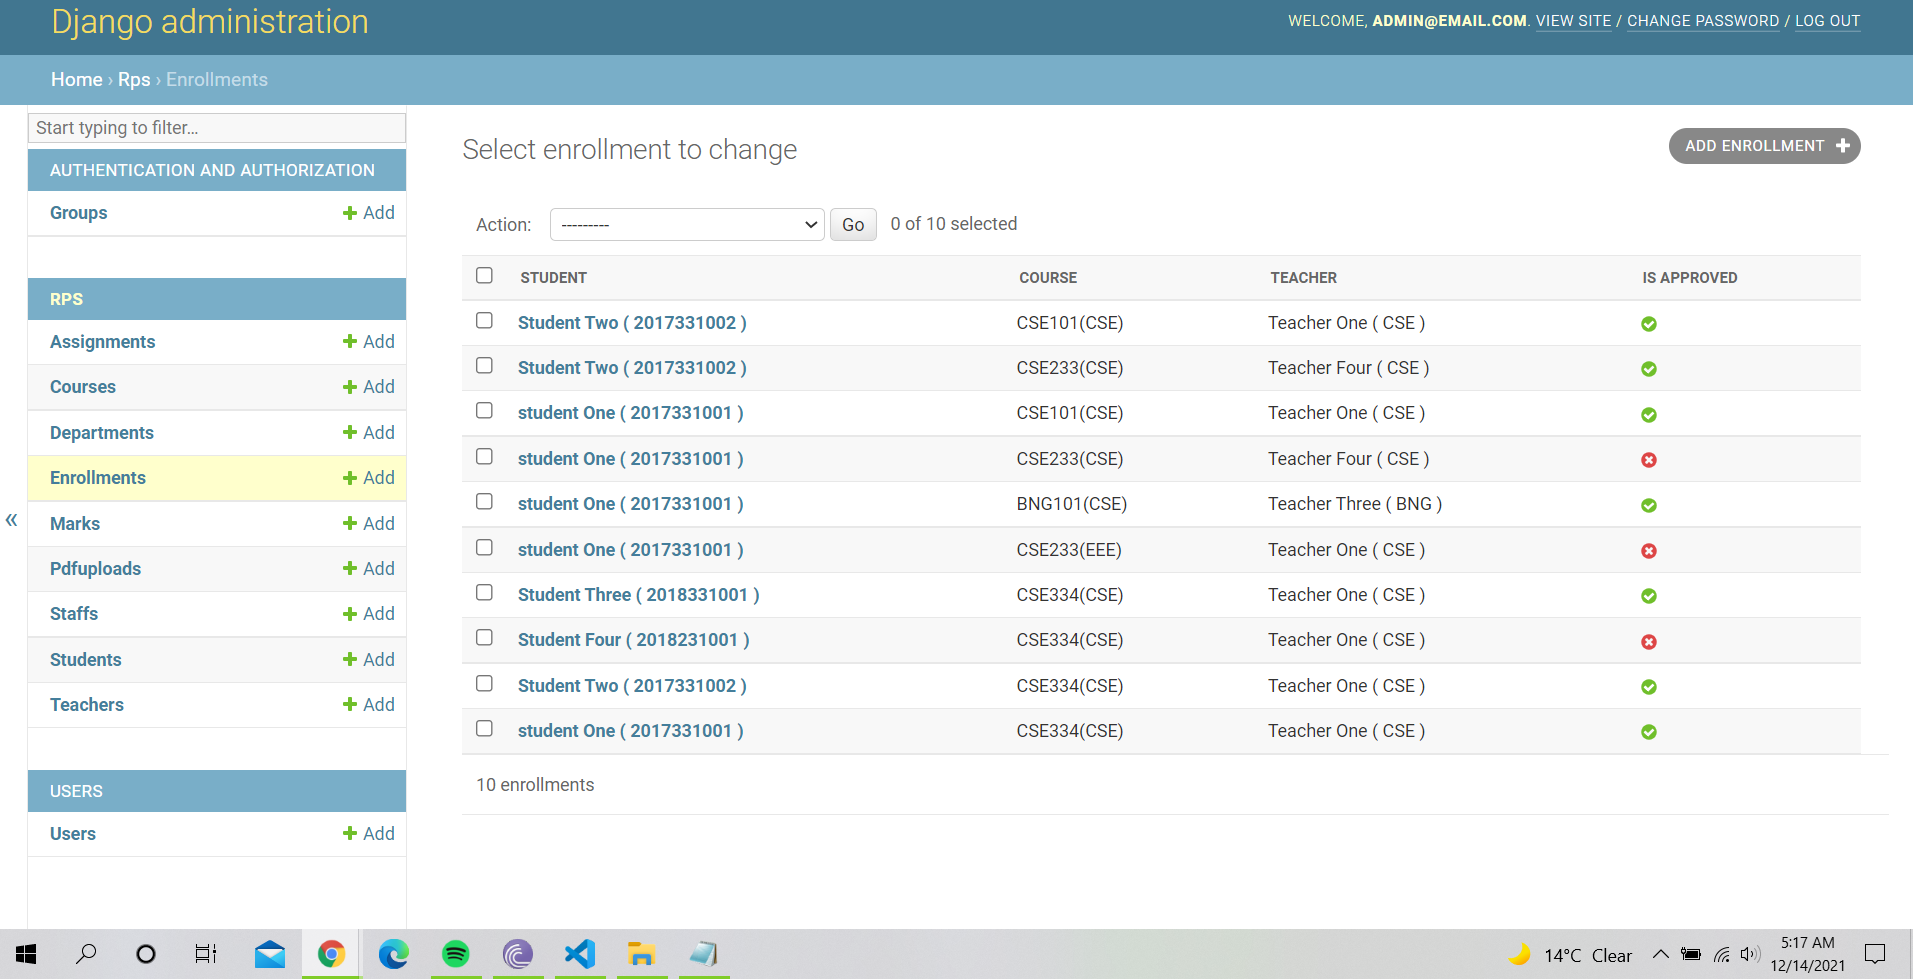 Django administration
WELCOME, ADMIN@EMAIL.COM. VIEW SITE / CHANGE PASSWORD / LOG OUT
Home › Rps › Enrollments
Start typing to filter...
AUTHENTICATION AND AUTHORIZATION
Groups + Add
RPS
Assignments + Add
Courses + Add
Departments + Add
Enrollments + Add
Marks + Add
Pdfuploads + Add
Staffs + Add
Students + Add
Teachers + Add
USERS
Users + Add
«
Select enrollment to change
ADD ENROLLMENT +
Action: --------- Go 0 of 10 selected
STUDENT COURSE TEACHER IS APPROVED
Student Two ( 2017331002 ) CSE101(CSE) Teacher One ( CSE )
Student Two ( 2017331002 ) CSE233(CSE) Teacher Four ( CSE )
student One ( 2017331001 ) CSE101(CSE) Teacher One ( CSE )
student One ( 2017331001 ) CSE233(CSE) Teacher Four ( CSE )
student One ( 2017331001 ) BNG101(CSE) Teacher Three ( BNG )
student One ( 2017331001 ) CSE233(EEE) Teacher One ( CSE )
Student Three ( 2018331001 ) CSE334(CSE) Teacher One ( CSE )
Student Four ( 2018231001 ) CSE334(CSE) Teacher One ( CSE )
Student Two ( 2017331002 ) CSE334(CSE) Teacher One ( CSE )
student One ( 2017331001 ) CSE334(CSE) Teacher One ( CSE )
10 enrollments
14°C Clear
5:17 AM
12/14/2021